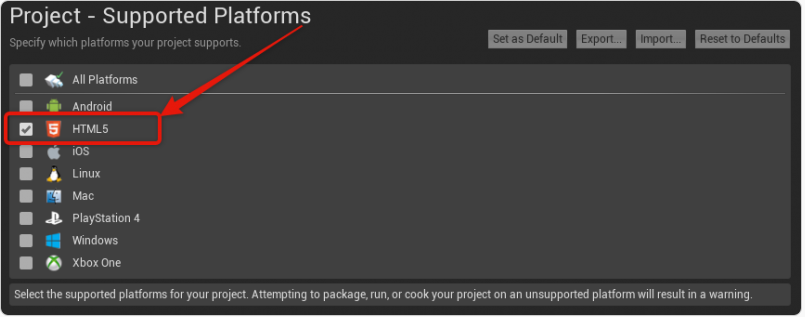 Project - Supported Platforms
Specify which platforms your project supports.
Set as Default Export... Import... Reset to Defaults
All Platforms
Android
HTML5
iOS
Linux
Mac
PlayStation 4
Windows
Xbox One
Select the supported platforms for your project. Attempting to package, run, or cook your project on an unsupported platform will result in a warning.